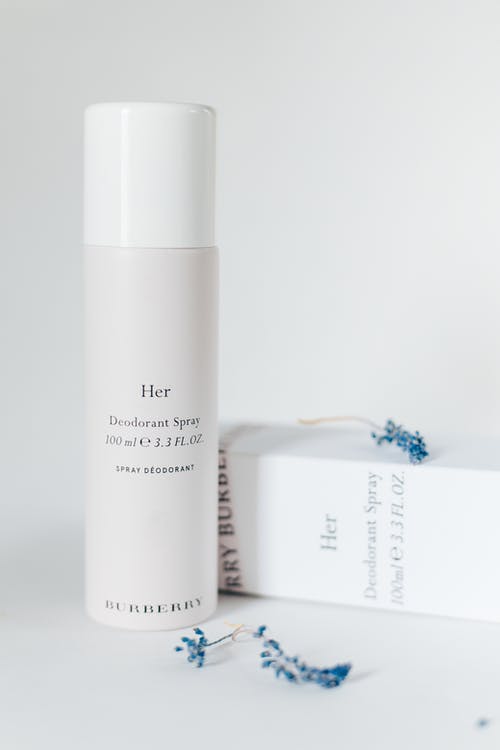 Her
Deodorant Spray
100 ml ℮ 3.3 FL.OZ.
SPRAY DÉODORANT
BURBERRY
RRY BURBE
Her
Deodorant Spray
100ml ℮ 3.3 FL.OZ.